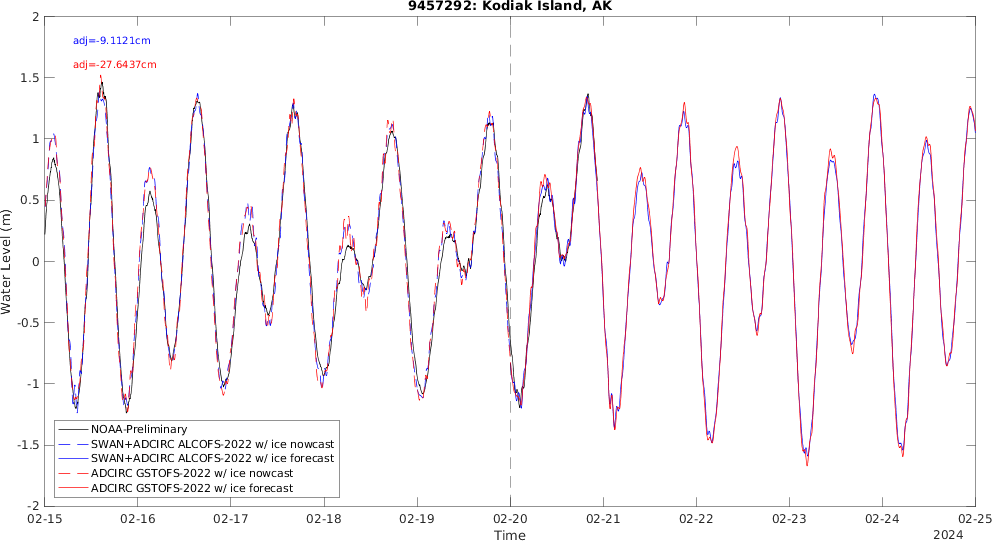 9457292: Kodiak Island, AK
adj=-9.1121cm
adj=-27.6437cm
Water Level (m)
2
1.5
1
0.5
0
-0.5
-1
-1.5
-2
NOAA-Preliminary
SWAN+ADCIRC ALCOFS-2022 w/ ice nowcast
SWAN+ADCIRC ALCOFS-2022 w/ ice forecast
ADCIRC GSTOFS-2022 w/ ice nowcast
ADCIRC GSTOFS-2022 w/ ice forecast
02-15 02-16 02-17 02-18 02-19 02-20 02-21 02-22 02-23 02-24 02-25
Time
2024